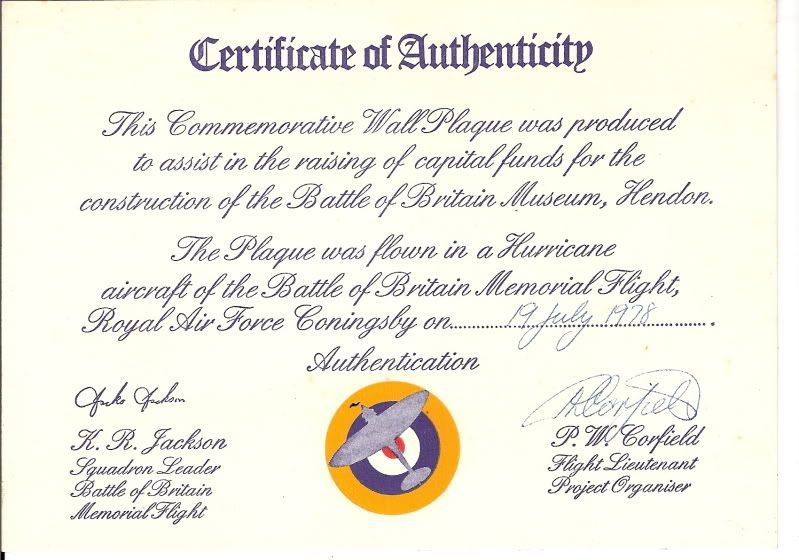 Certificate of Authenticity
This Commemorative Wall Plaque was produced
to assist in the raising of capital funds for the
construction of the Battle of Britain Museum, Hendon.
The Plaque was flown in a Hurricane
aircraft of the Battle of Britain Memorial Flight,
Royal Air Force Coningsby on.......19 July 1978.......
Authentication
K. R. Jackson
Squadron Leader
Battle of Britain
Memorial Flight
P. W. Corfield
Flight Lieutenant
Project Organiser